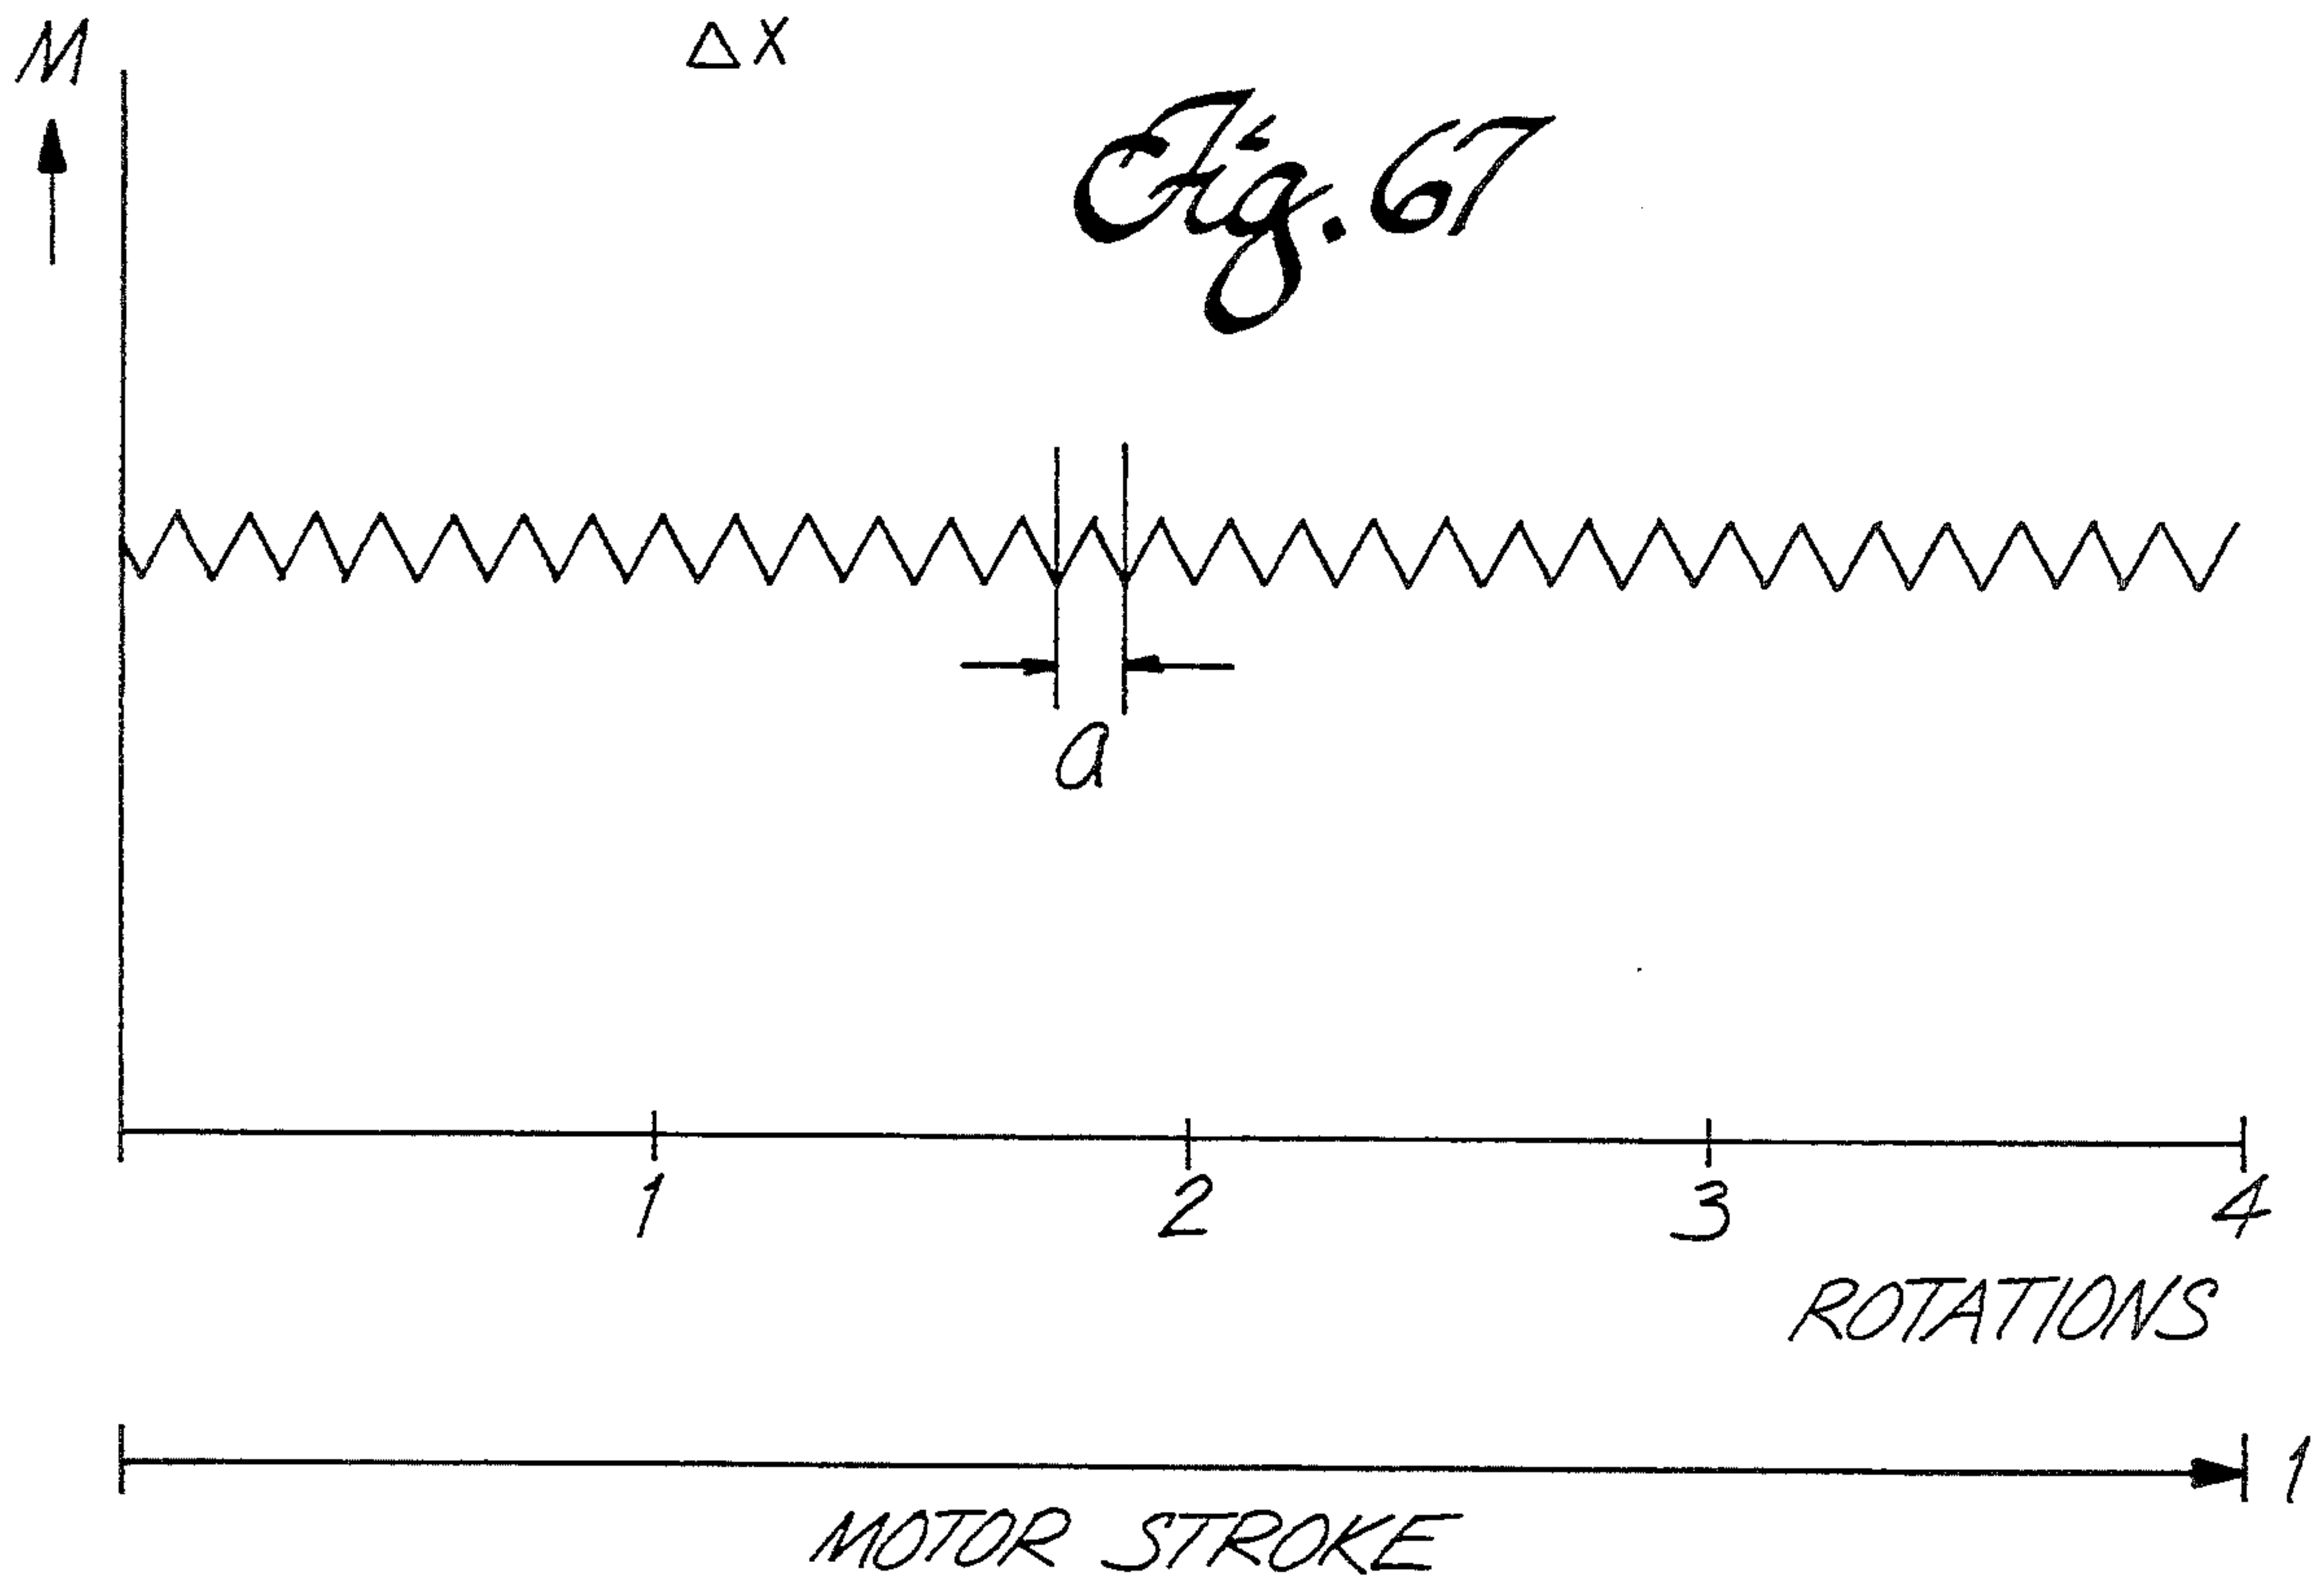 M
ΔX
Fig. 67
a
1 2 3 4
ROTATIONS
1
MOTOR STROKE